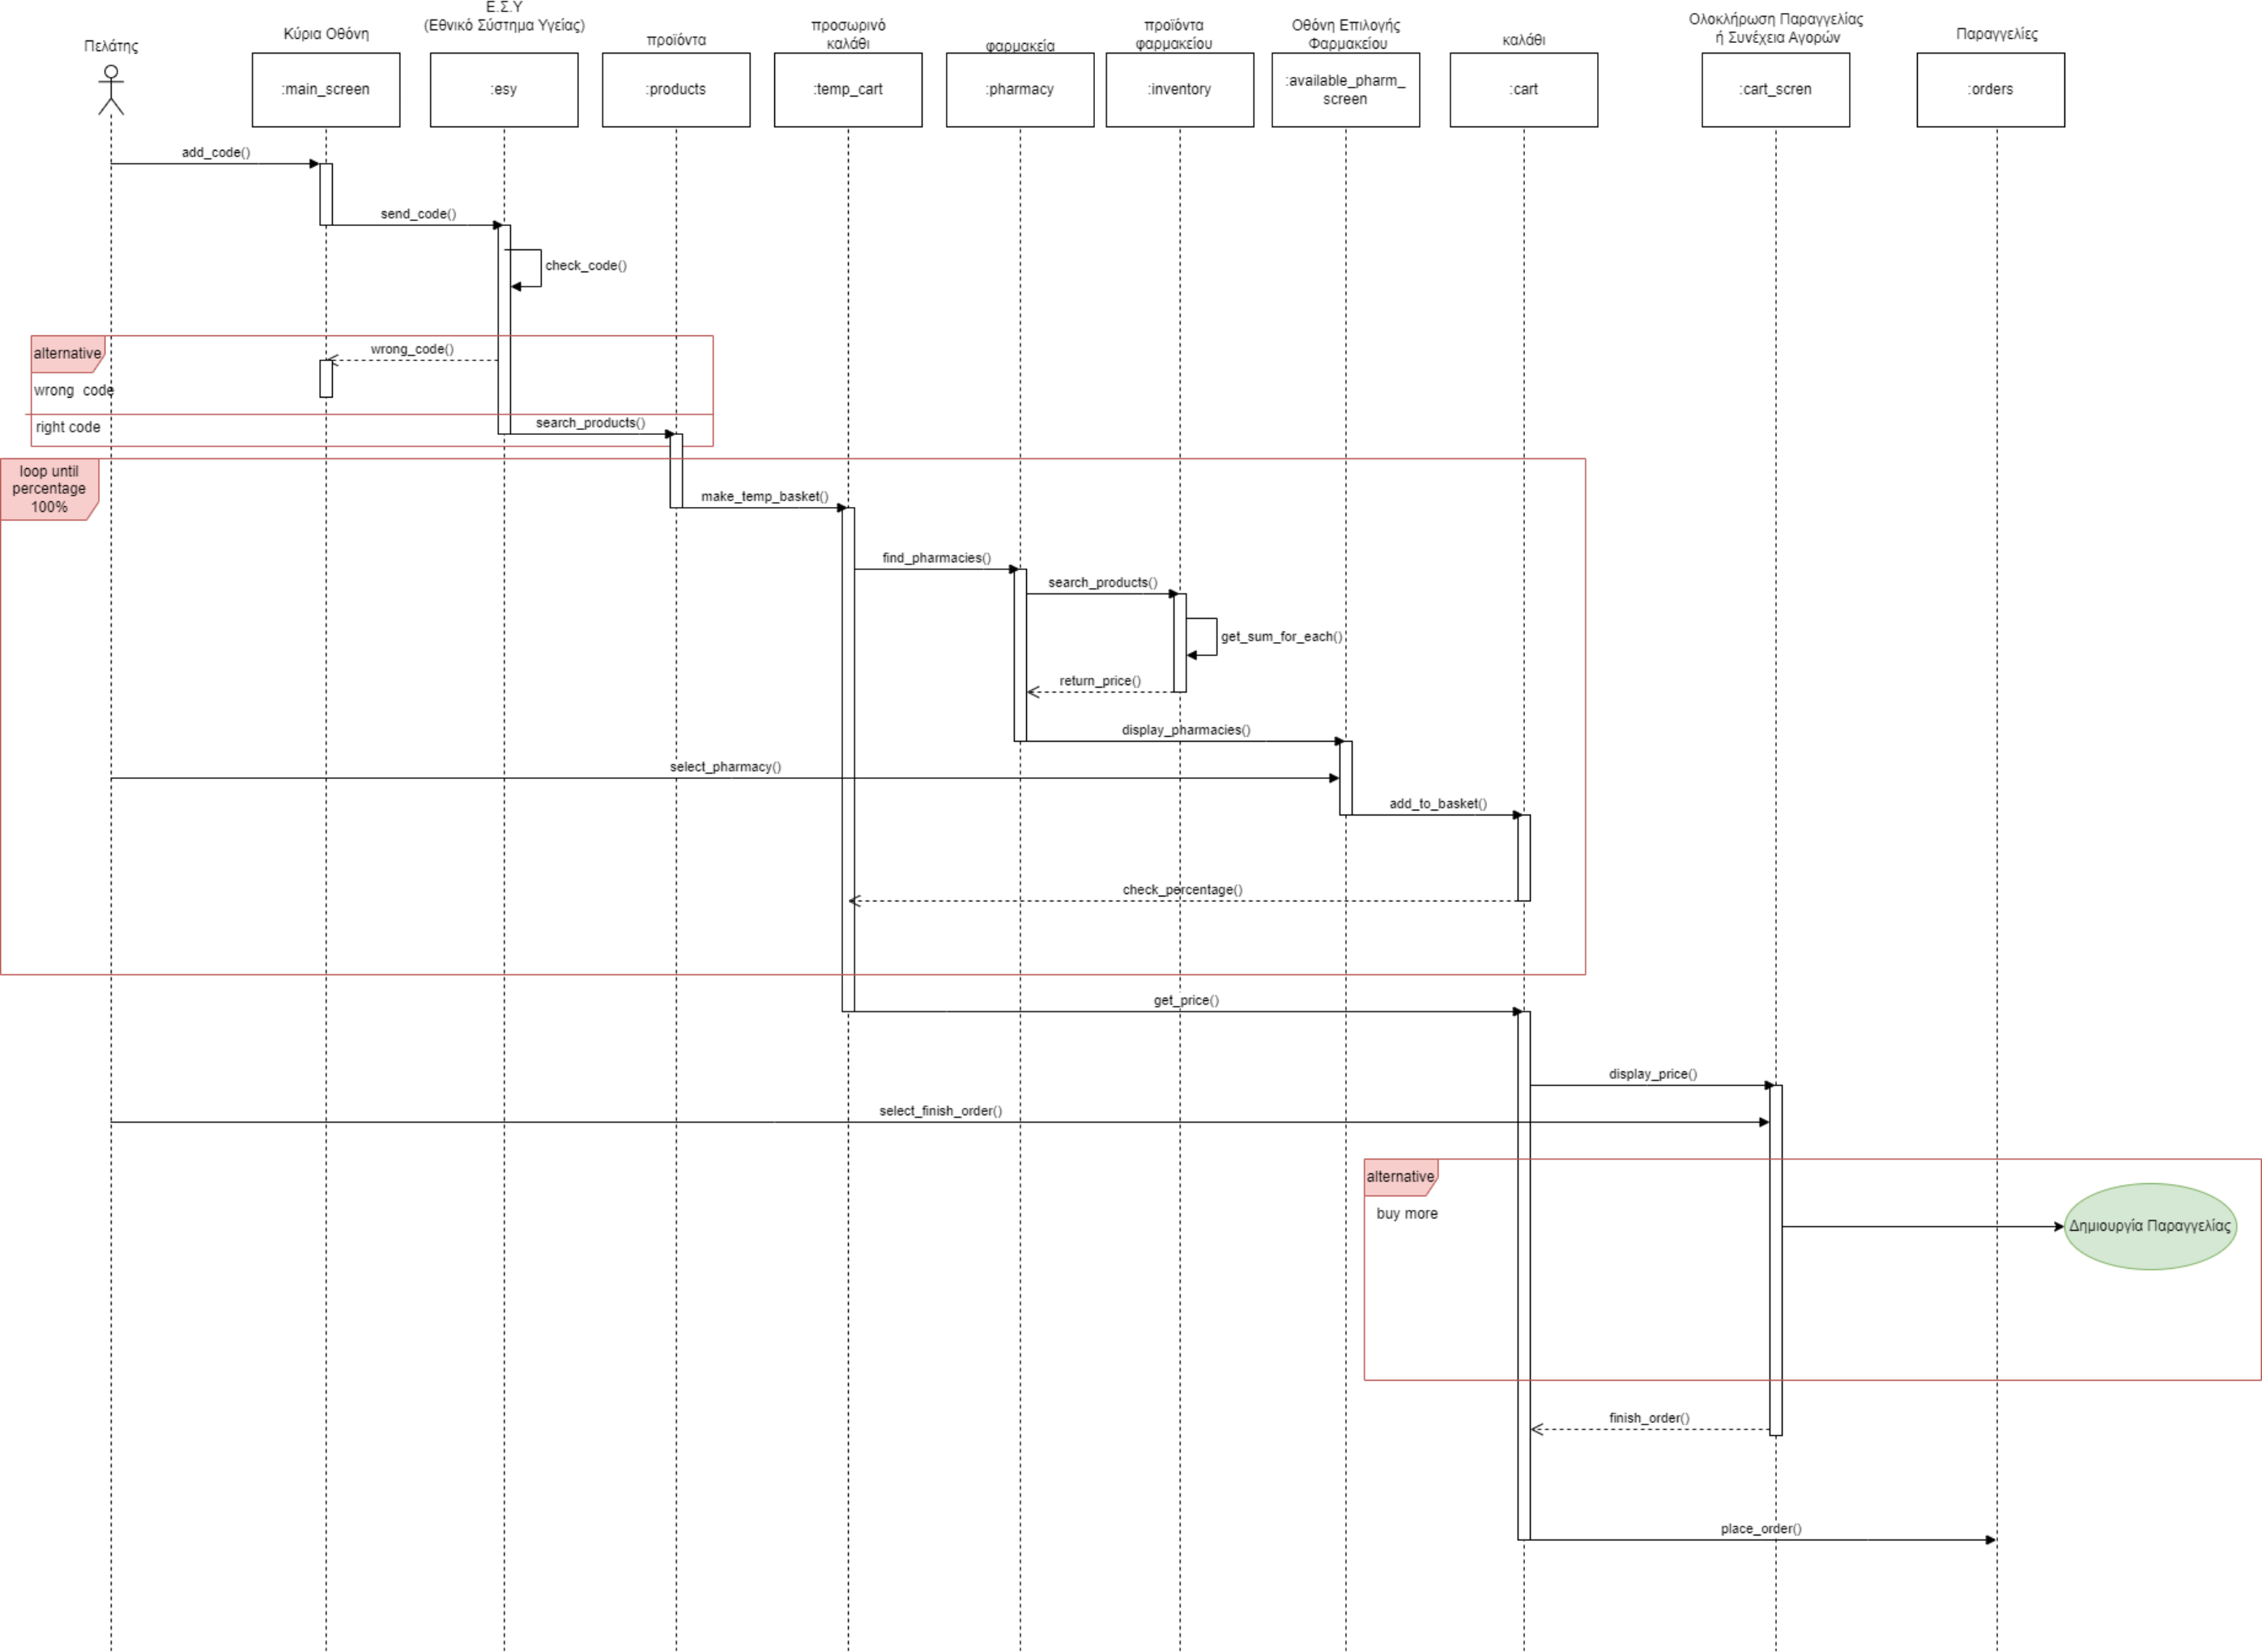 Πελάτης
Κύρια Οθόνη
Ε.Σ.Υ
(Εθνικό Σύστημα Υγείας)
προϊόντα
προσωρινό
καλάθι
φαρμακεία
προϊόντα
φαρμακείου
Οθόνη Επιλογής
Φαρμακείου
καλάθι
Ολοκλήρωση Παραγγελίας
ή Συνέχεια Αγορών
Παραγγελίες
:main_screen
:esy
:products
:temp_cart
:pharmacy
:inventory
:available_pharm_
screen
:cart
:cart_scren
:orders
add_code()
send_code()
check_code()
alternative
wrong_code()
wrong code
right code
search_products()
loop until
percentage
100%
make_temp_basket()
find_pharmacies()
search_products()
get_sum_for_each()
return_price()
display_pharmacies()
select_pharmacy()
add_to_basket()
check_percentage()
get_price()
display_price()
select_finish_order()
alternative
buy more
Δημιουργία Παραγγελίας
finish_order()
place_order()